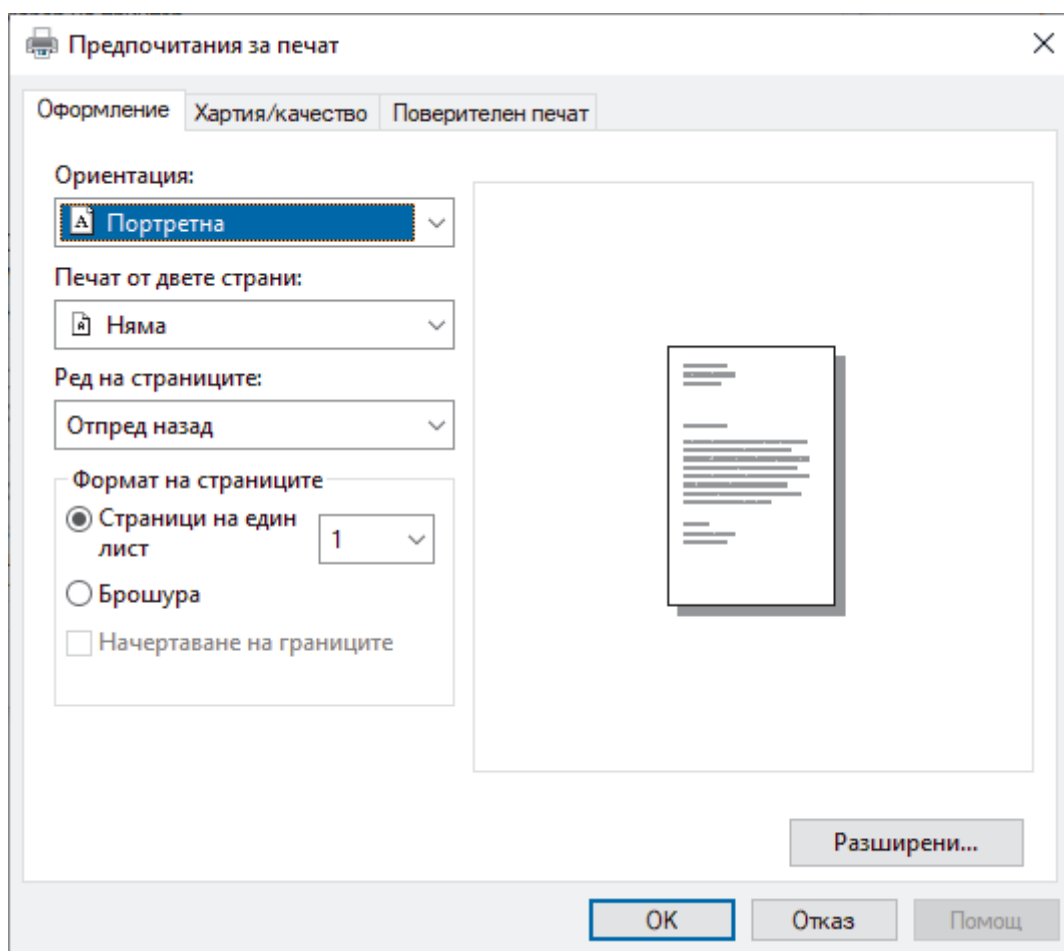 Предпочитания за печат
Оформление
Хартия/качество
Поверителен печат
Ориентация:
Портретна
Печат от двете страни:
Няма
Ред на страниците:
Отпред назад
Формат на страниците
Страници на един
лист
1
Брошура
Начертаване на границите
Разширени...
OK
Отказ
Помощ